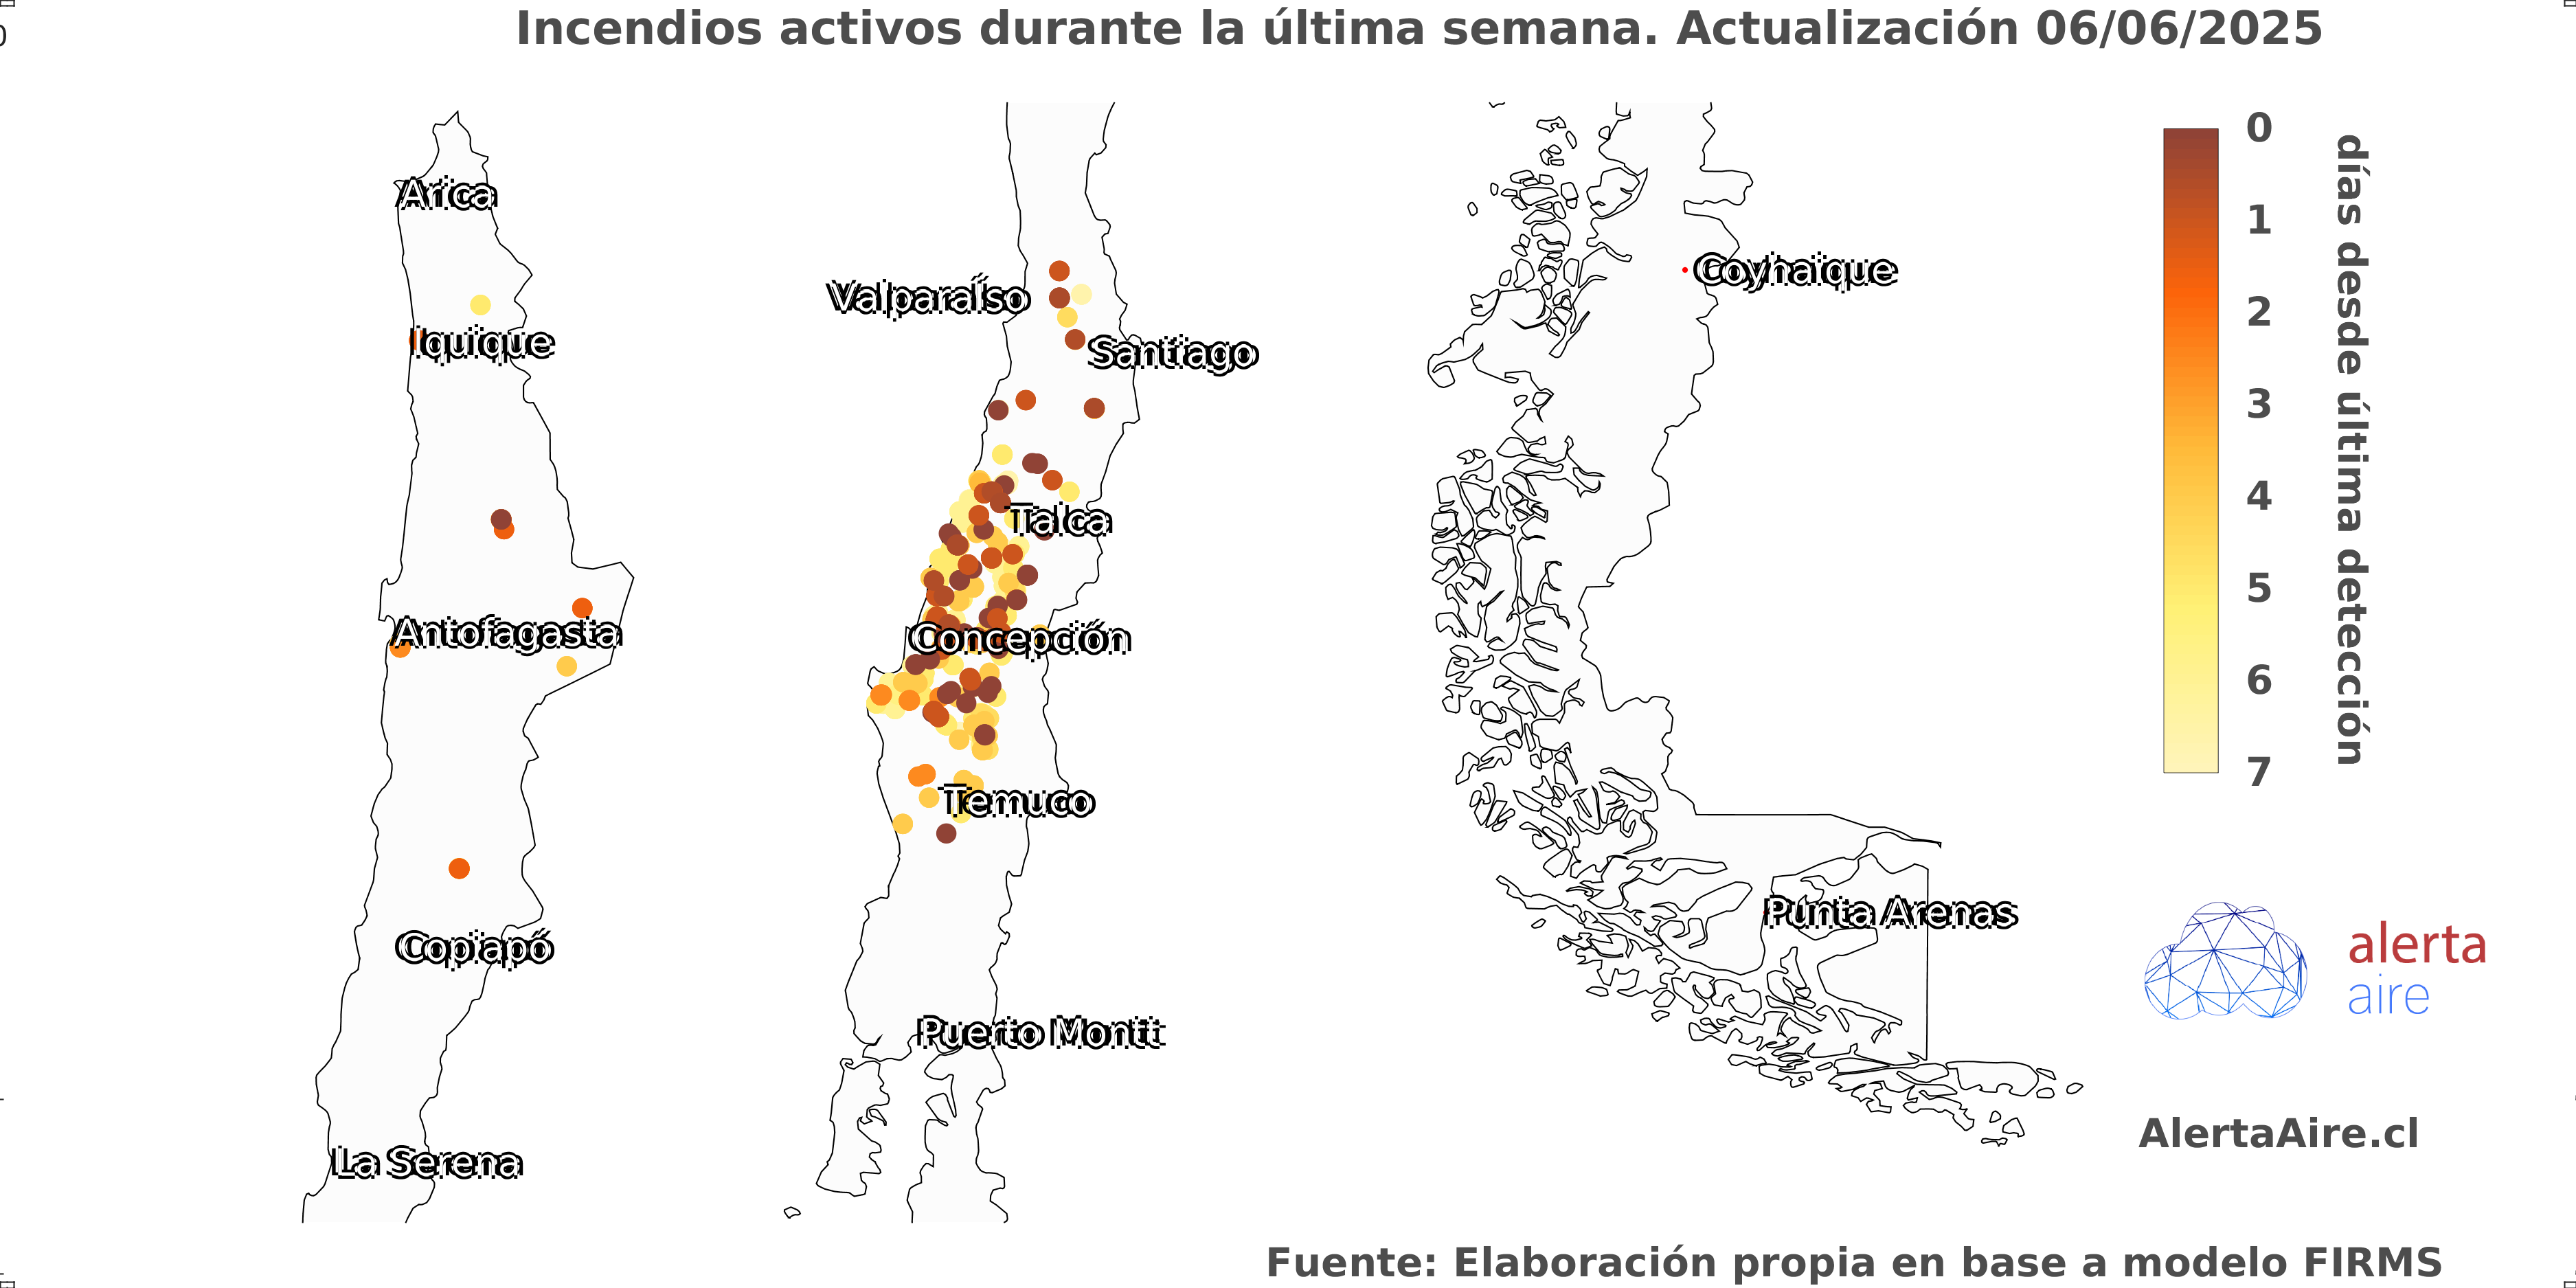 Incendios activos durante la última semana. Actualización 06/06/2025
Arica
Iquique
Antofagasta
Copiapó
La Serena
Valparaíso
Santiago
Talca
Concepción
Temuco
Puerto Montt
Coyhaique
Punta Arenas
0
1
2
3
4
5
6
7
días desde última detección
alerta
aire
AlertaAire.cl
Fuente: Elaboración propia en base a modelo FIRMS